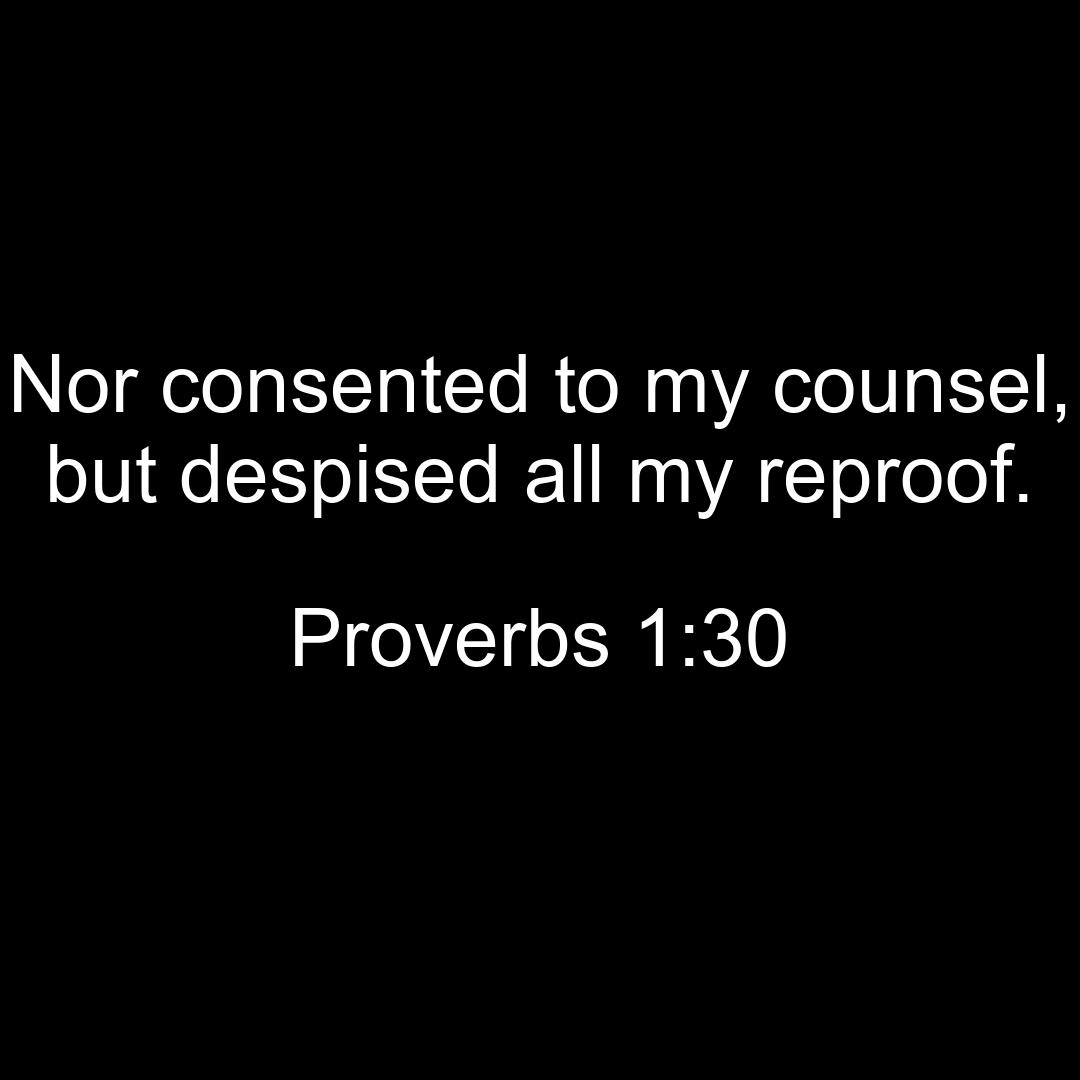 Nor consented to my counsel,
but despised all my reproof.
Proverbs 1:30